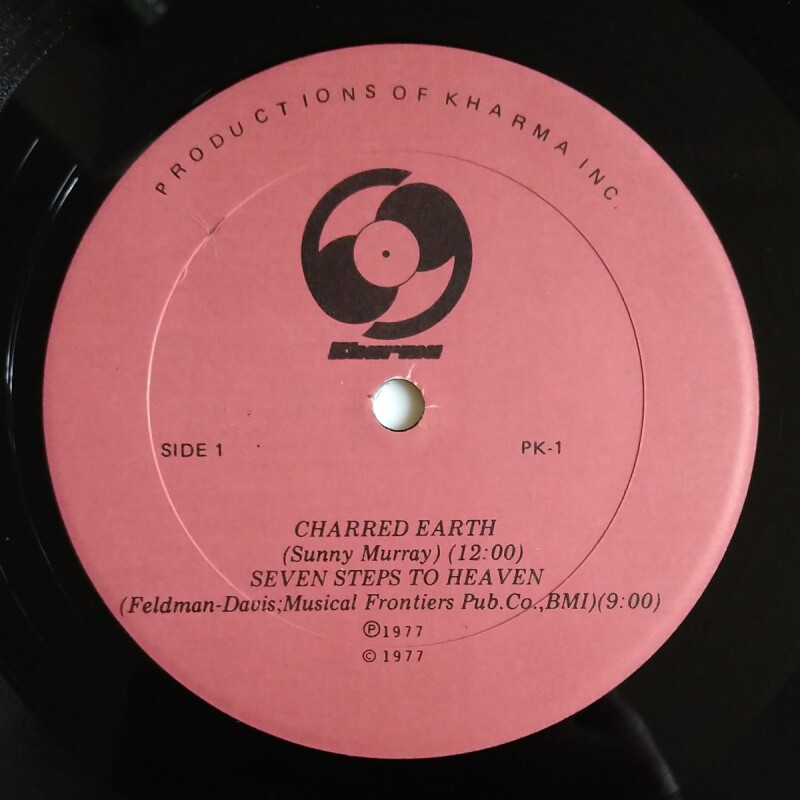 PRODUCTIONS OF KHARMA INC.
Kharma
SIDE 1
PK-1
CHARRED EARTH
(Sunny Murray) (12:00)
SEVEN STEPS TO HEAVEN
(Feldman-Davis;Musical Frontiers Pub.Co.,BMI)(9:00)
℗1977
© 1977